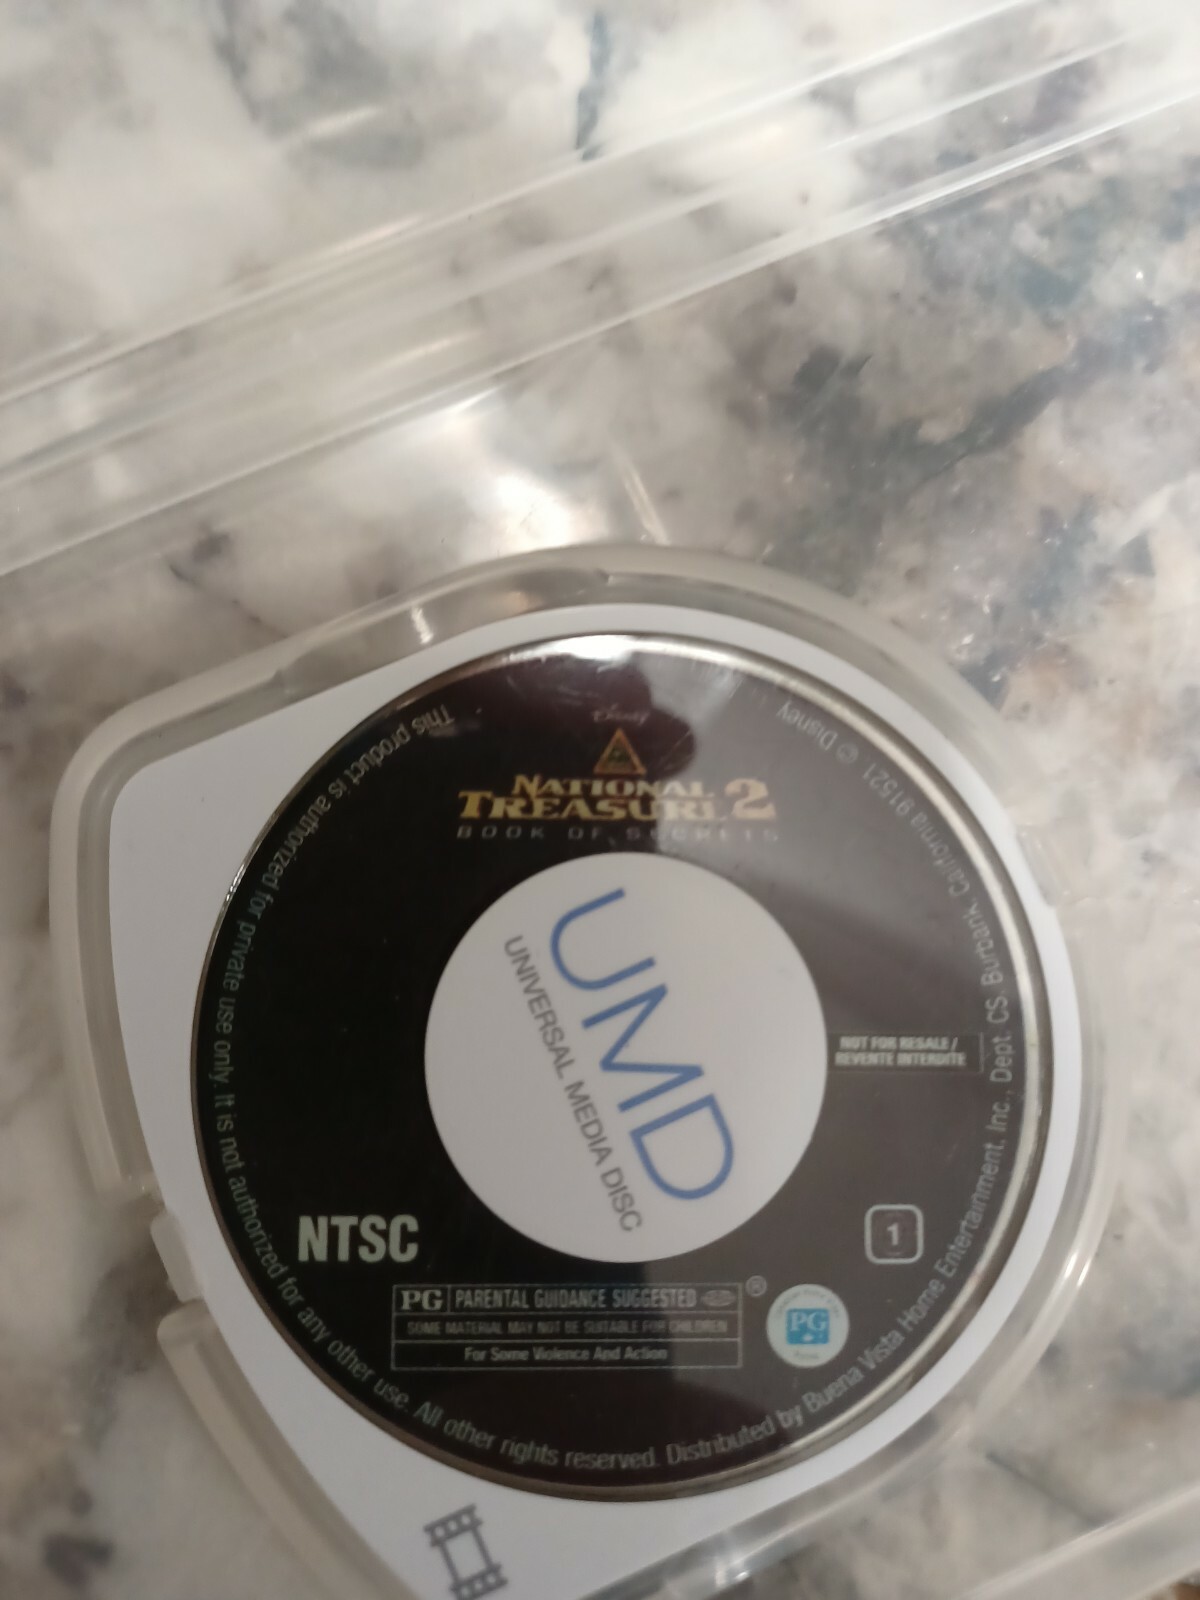 Disney
NATIONAL
TREASURE 2
BOOK OF SECRETS
UMD
UNIVERSAL MEDIA DISC
NOT FOR RESALE /
REVENTE INTERDITE
NTSC
1
PG PARENTAL GUIDANCE SUGGESTED ®
SOME MATERIAL MAY NOT BE SUITABLE FOR CHILDREN
For Some Violence And Action
PG
This product is authorized for private use only. It is not authorized for any other use. All other rights reserved. Distributed by Buena Vista Home Entertainment, Inc., Dept. CS, Burbank, California 91521 © Disney